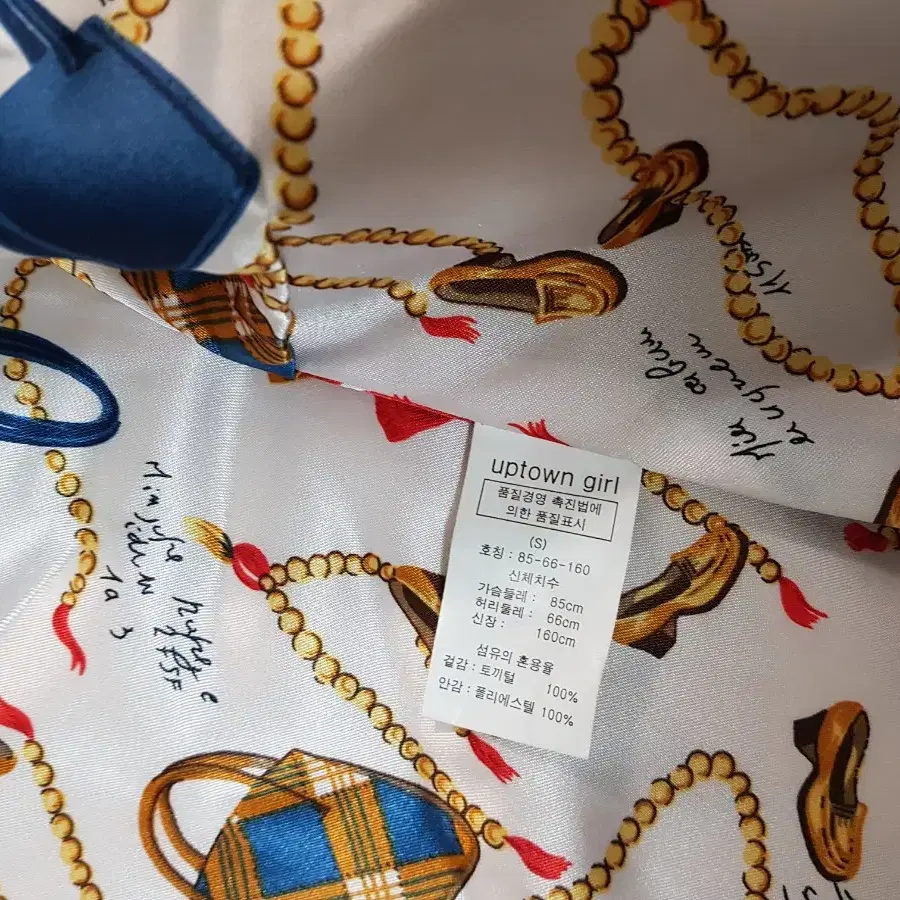 uptown girl
품질경영 촉진법에
의한 품질표시
(S)
호칭 : 85-66-160
신체치수
가슴둘레 : 85cm
허리둘레 : 66cm
신장 : 160cm
섬유의 혼용율
겉감 : 토끼털 100%
안감 : 폴리에스텔 100%